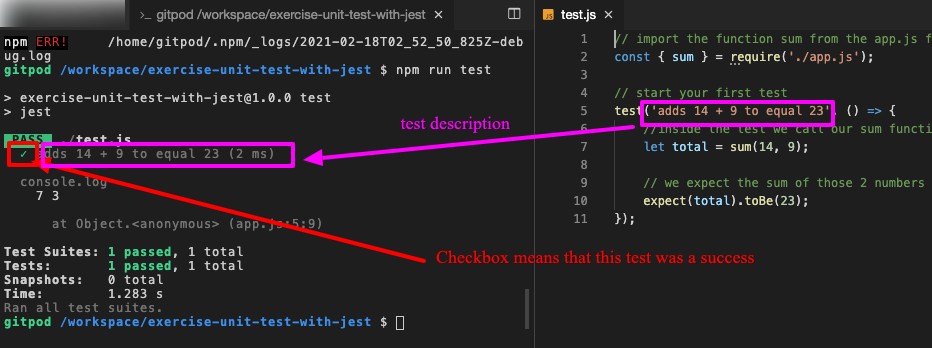 gitpod /workspace/exercise-unit-test-with-jest
npm ERR!     /home/gitpod/.npm/_logs/2021-02-18T02_52_50_825Z-deb
ug.log
gitpod /workspace/exercise-unit-test-with-jest $ npm run test
> exercise-unit-test-with-jest@1.0.0 test
> jest
PASS ./test.js
✓ adds 14 + 9 to equal 23 (2 ms)
console.log
7 3
at Object.<anonymous> (app.js:5:9)
Test Suites: 1 passed, 1 total
Tests:       1 passed, 1 total
Snapshots:   0 total
Time:        1.283 s
Ran all test suites.
gitpod /workspace/exercise-unit-test-with-jest $
test description
Checkbox means that this test was a success
JS test.js
1 // import the function sum from the app.js f
2 const { sum } = require('./app.js');
3
4 // start your first test
5 test('adds 14 + 9 to equal 23', () => {
6 //inside the test we call our sum functi
7 let total = sum(14, 9);
8
9 // we expect the sum of those 2 numbers
10 expect(total).toBe(23);
11 });